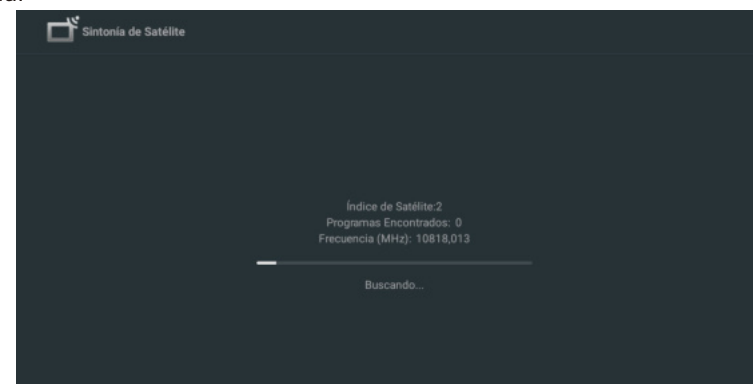 Sintonía de Satélite
Índice de Satélite:2
Programas Encontrados: 0
Frecuencia (MHz): 10818,013
Buscando...